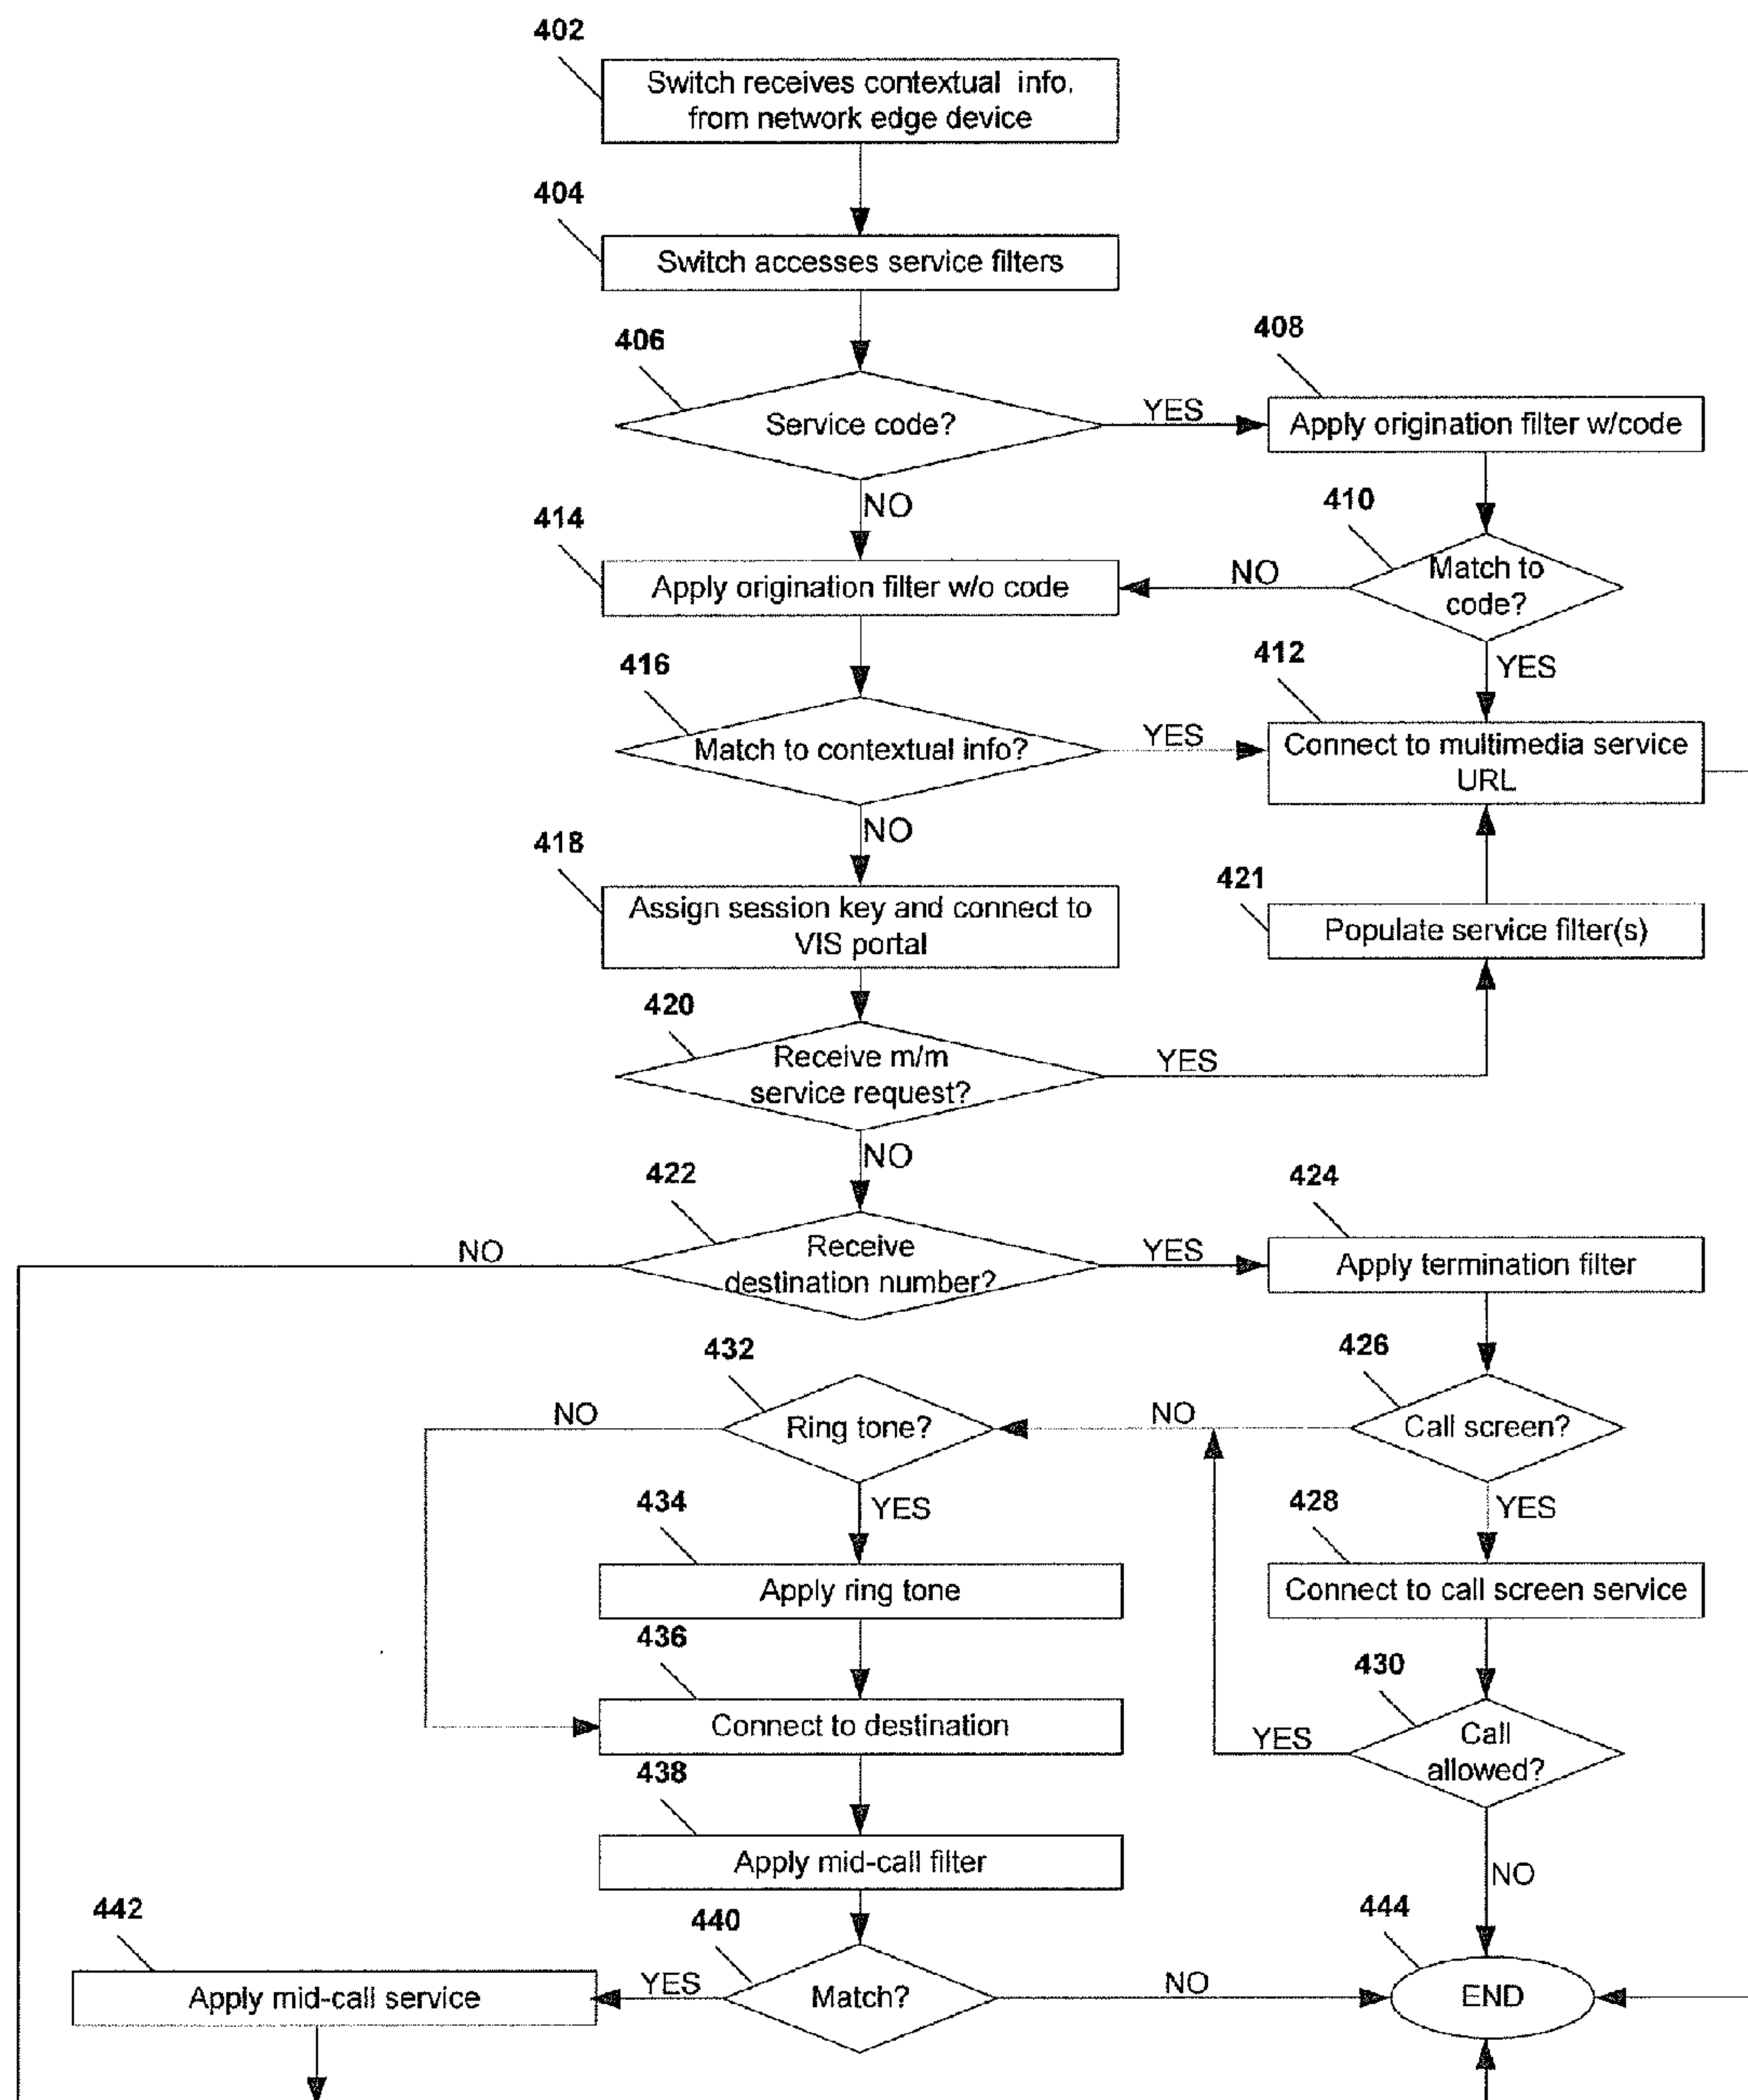 402
Switch receives contextual info.
from network edge device
404
Switch accesses service filters
406
Service code?
YES
408
Apply origination filter w/code
NO
410
Match to
code?
NO
414
Apply origination filter w/o code
YES
412
Connect to multimedia service
URL
416
Match to contextual info?
YES
NO
418
Assign session key and connect to
VIS portal
421
Populate service filter(s)
420
Receive m/m
service request?
YES
NO
422
Receive
destination number?
NO
YES
424
Apply termination filter
426
Call screen?
NO
432
Ring tone?
NO
YES
434
Apply ring tone
YES
428
Connect to call screen service
436
Connect to destination
430
Call
allowed?
YES
NO
438
Apply mid-call filter
440
Match?
YES
NO
442
Apply mid-call service
444
END